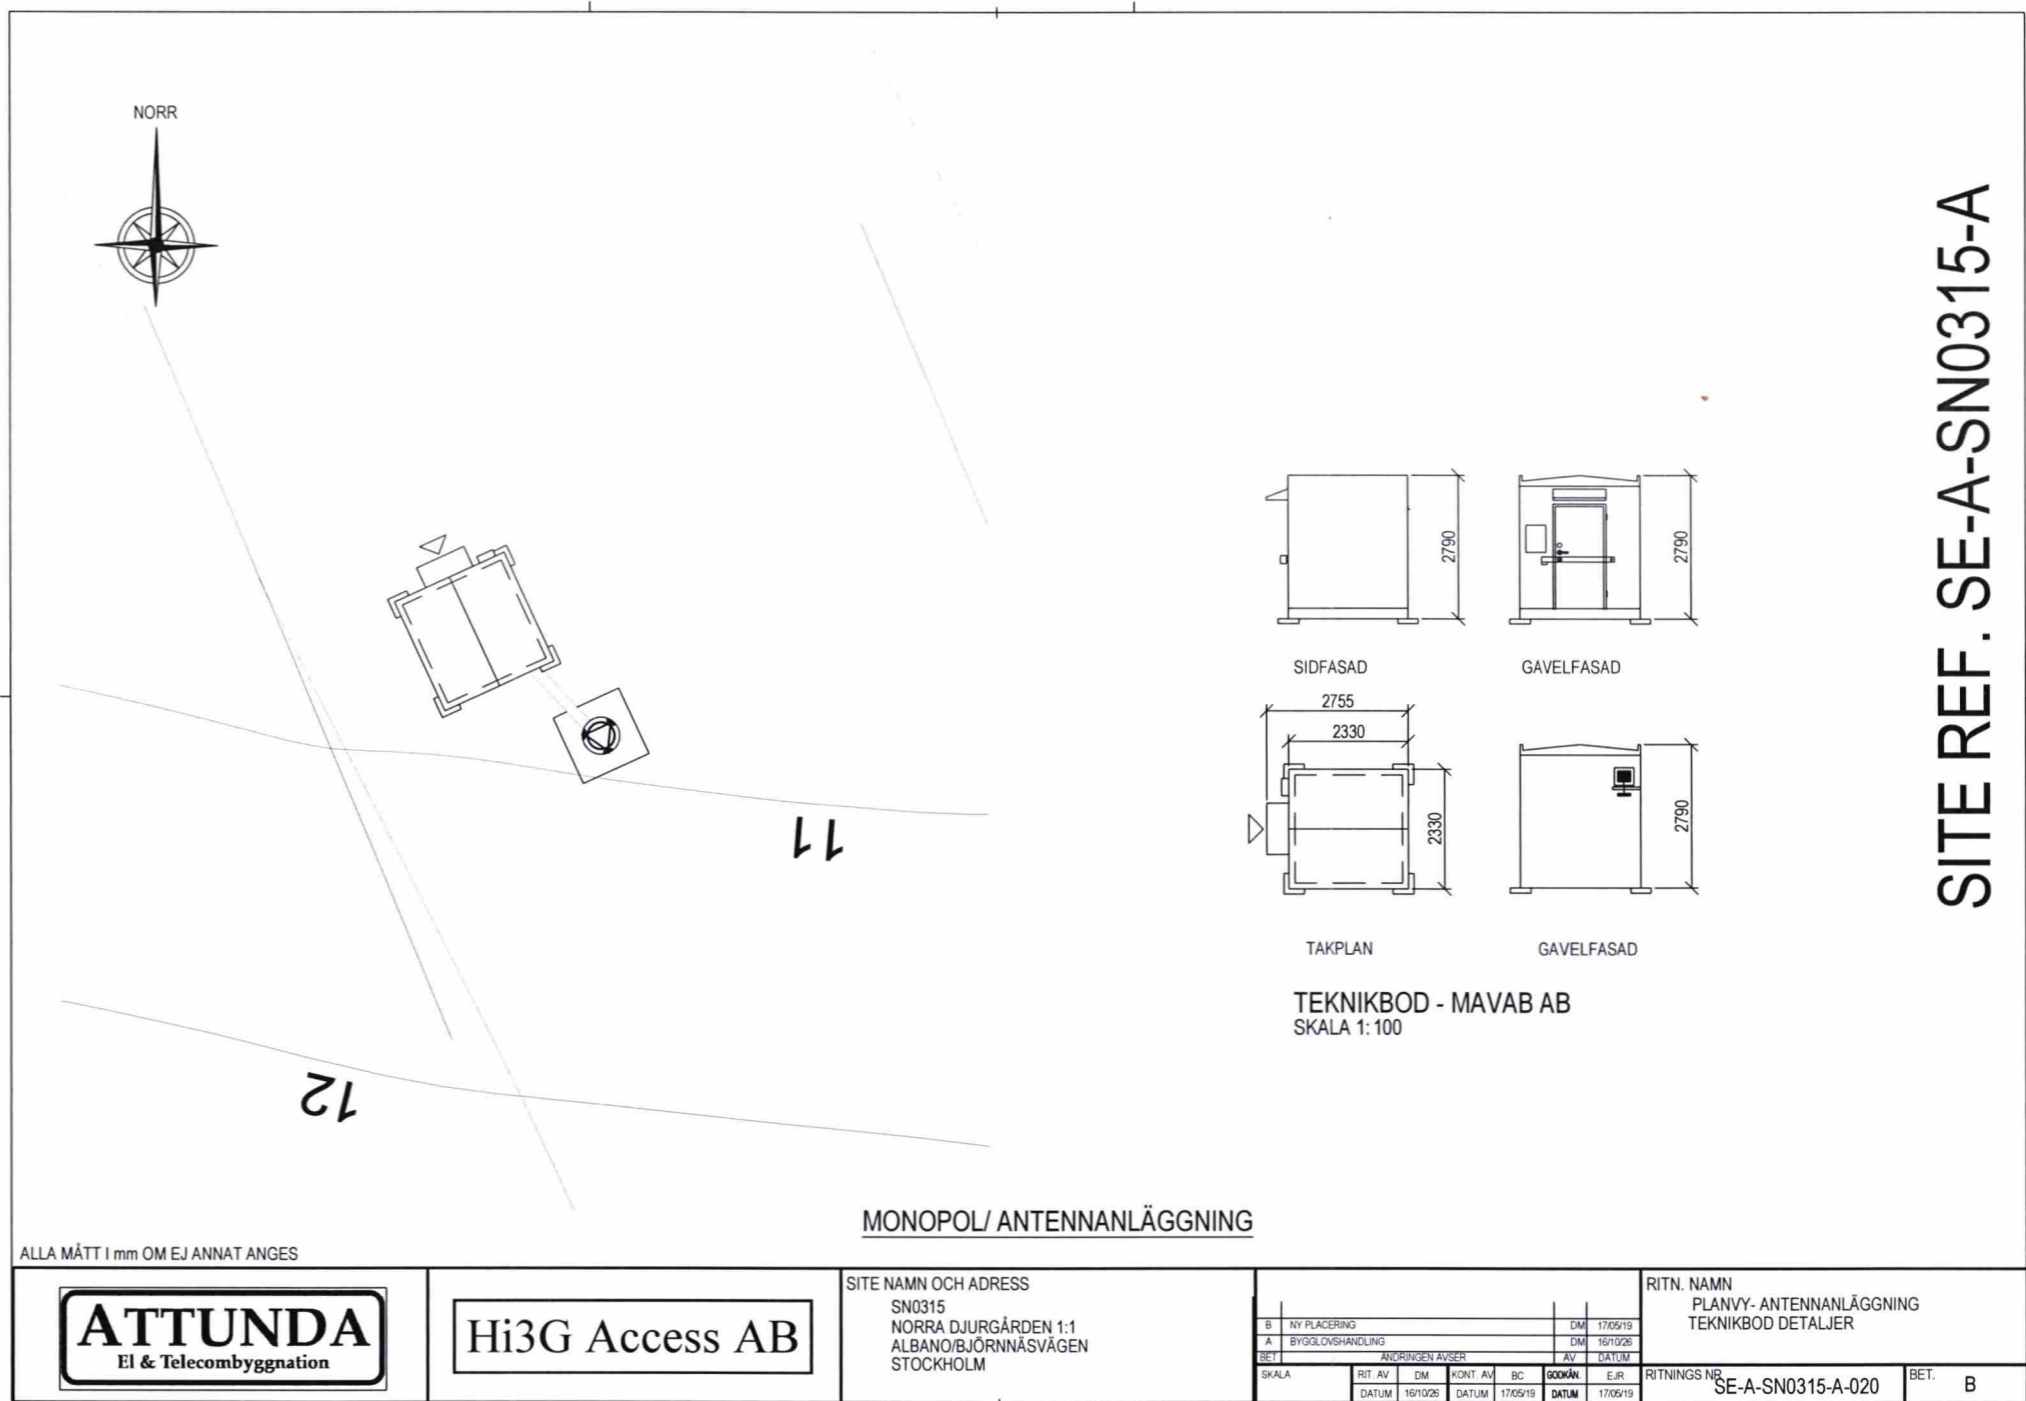 NORR
SITE REF. SE-A-SN0315-A
2790
2790
SIDFASAD
GAVELFASAD
2755
2330
2330
2790
TAKPLAN
GAVELFASAD
TEKNIKBOD - MAVAB AB
SKALA 1:100
11
12
MONOPOL/ ANTENNANLÄGGNING
ALLA MÅTT I mm OM EJ ANNAT ANGES
ATTUNDA
El & Telecombyggnation
Hi3G Access AB
SITE NAMN OCH ADRESS
SN0315
NORRA DJURGÅRDEN 1:1
ALBANO/BJÖRNNÄSVÄGEN
STOCKHOLM
B NY PLACERING DM 17/05/19
A BYGGLOVSHANDLING DM 16/10/26
BET ANDRINGEN AVSER AV DATUM
SKALA RIT. AV DM KONT. AV BC GODKÄN. EJR
DATUM 16/10/26 DATUM 17/05/19 DATUM 17/05/19
RITN. NAMN
PLANVY- ANTENNANLÄGGNING
TEKNIKBOD DETALJER
RITNINGS NR
SE-A-SN0315-A-020
BET.
B